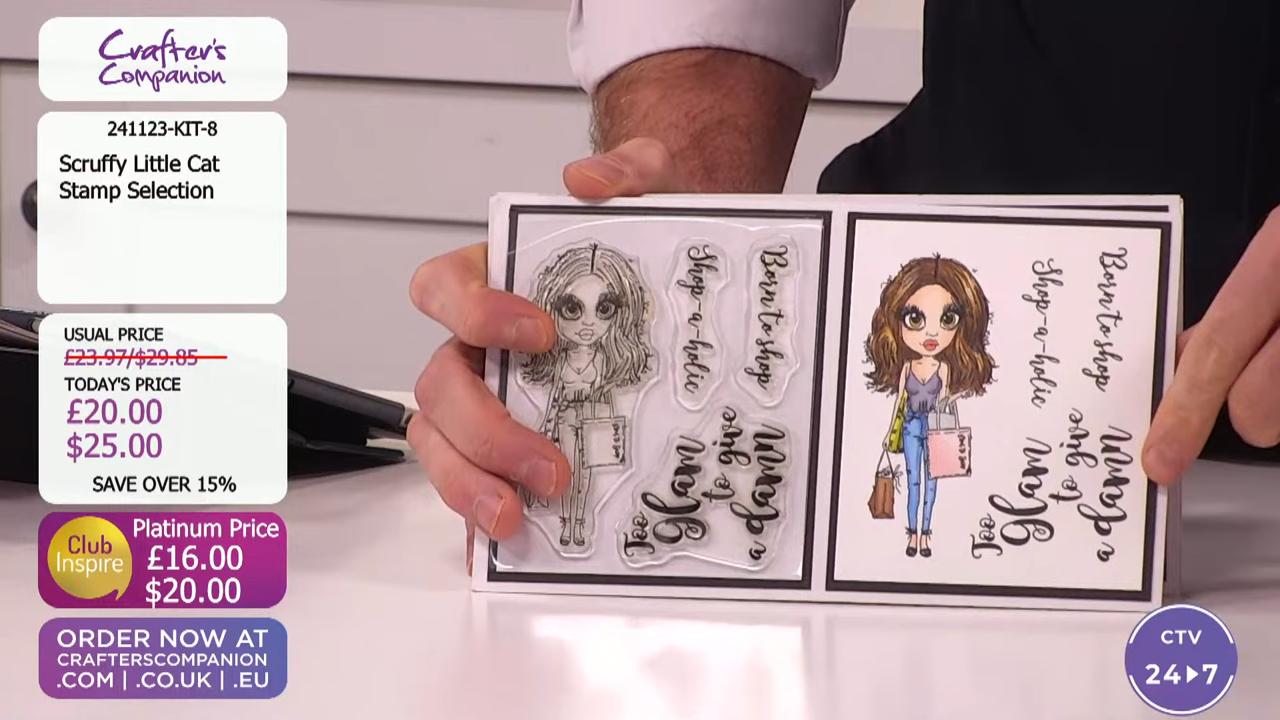 Crafter's
Companion
241123-KIT-8
Scruffy Little Cat
Stamp Selection
USUAL PRICE
£23.97/$29.85
TODAY'S PRICE
£20.00
$25.00
SAVE OVER 15%
Club
Inspire
Platinum Price
£16.00
$20.00
ORDER NOW AT
CRAFTERSCOMPANION
.COM | .CO.UK | .EU
Born to shop
Shop-a-holic
Too
glam
to give
a damn
Born to shop
Shop-a-holic
Too
glam
to give
a damn
CTV
24▶7